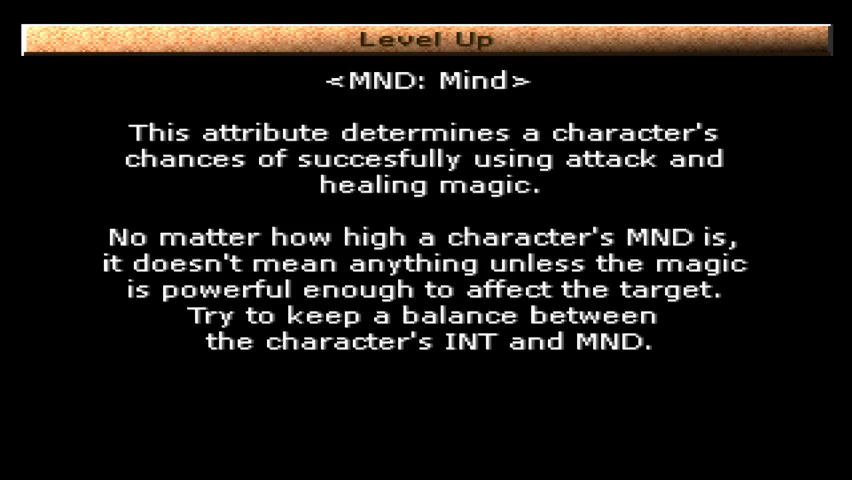 Level Up
<MND: Mind>
This attribute determines a character's
chances of succesfully using attack and
healing magic.
No matter how high a character's MND is,
it doesn't mean anything unless the magic
is powerful enough to affect the target.
Try to keep a balance between
the character's INT and MND.